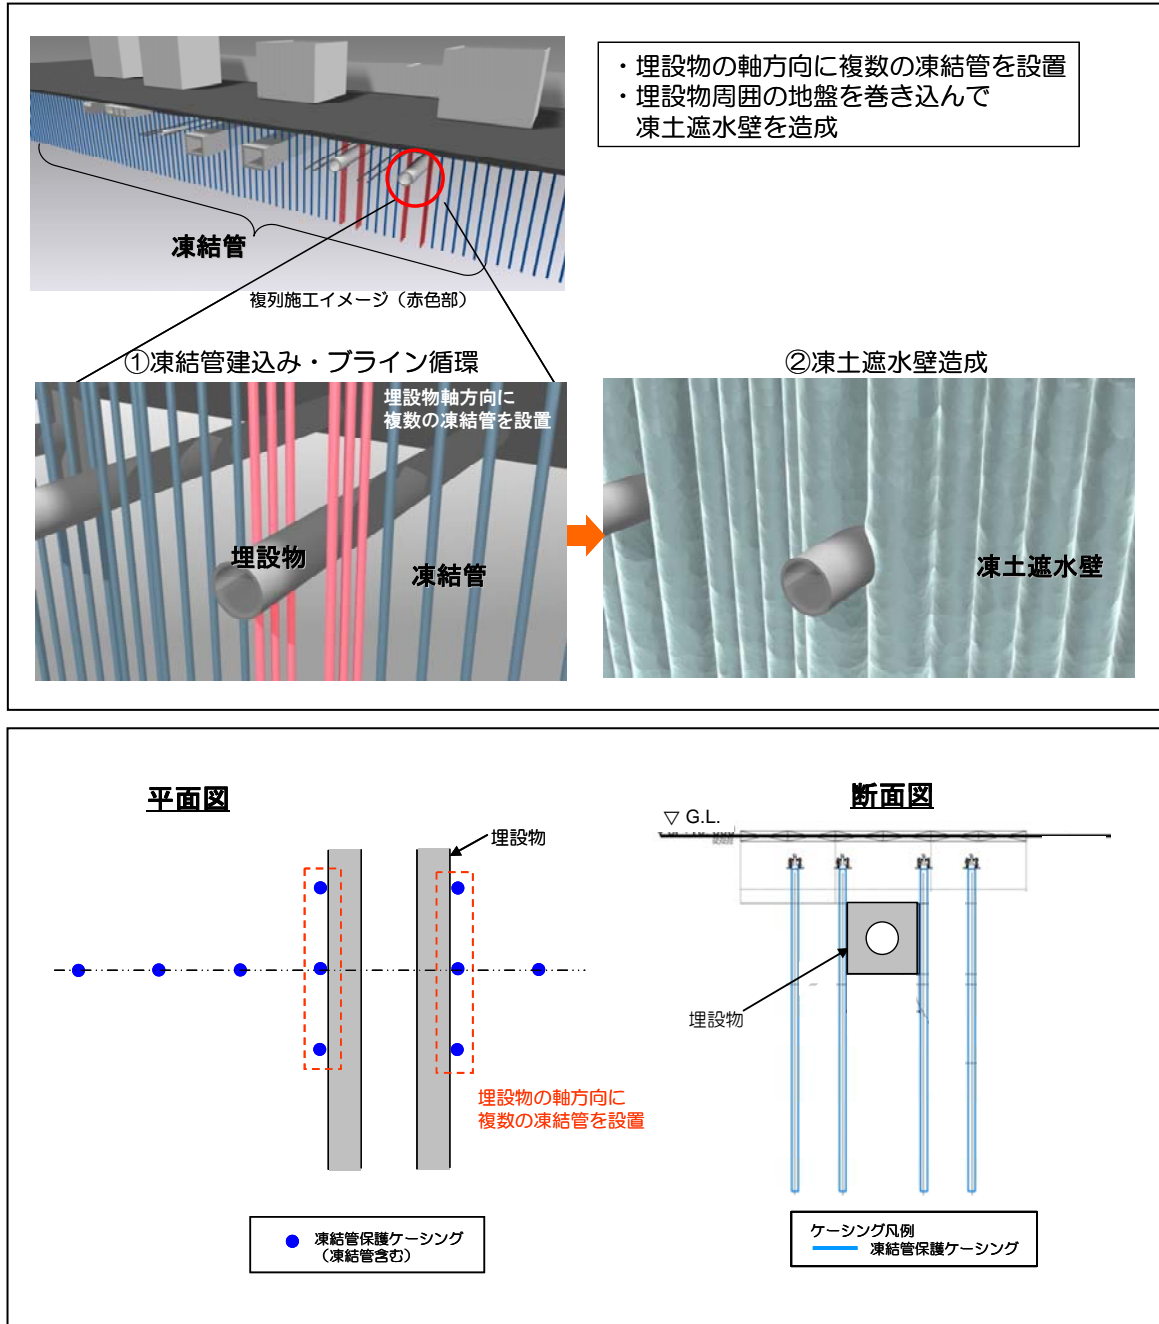 ・埋設物の軸方向に複数の凍結管を設置
・埋設物周囲の地盤を巻き込んで
凍土遮水壁を造成
凍結管
複列施工イメージ（赤色部）
①凍結管建込み・ブライン循環
②凍土遮水壁造成
埋設物軸方向に
複数の凍結管を設置
埋設物
凍結管
凍土遮水壁
平面図
断面図
▽ G.L.
埋設物
埋設物
埋設物の軸方向に
複数の凍結管を設置
凍結管保護ケーシング
（凍結管含む）
ケーシング凡例
凍結管保護ケーシング